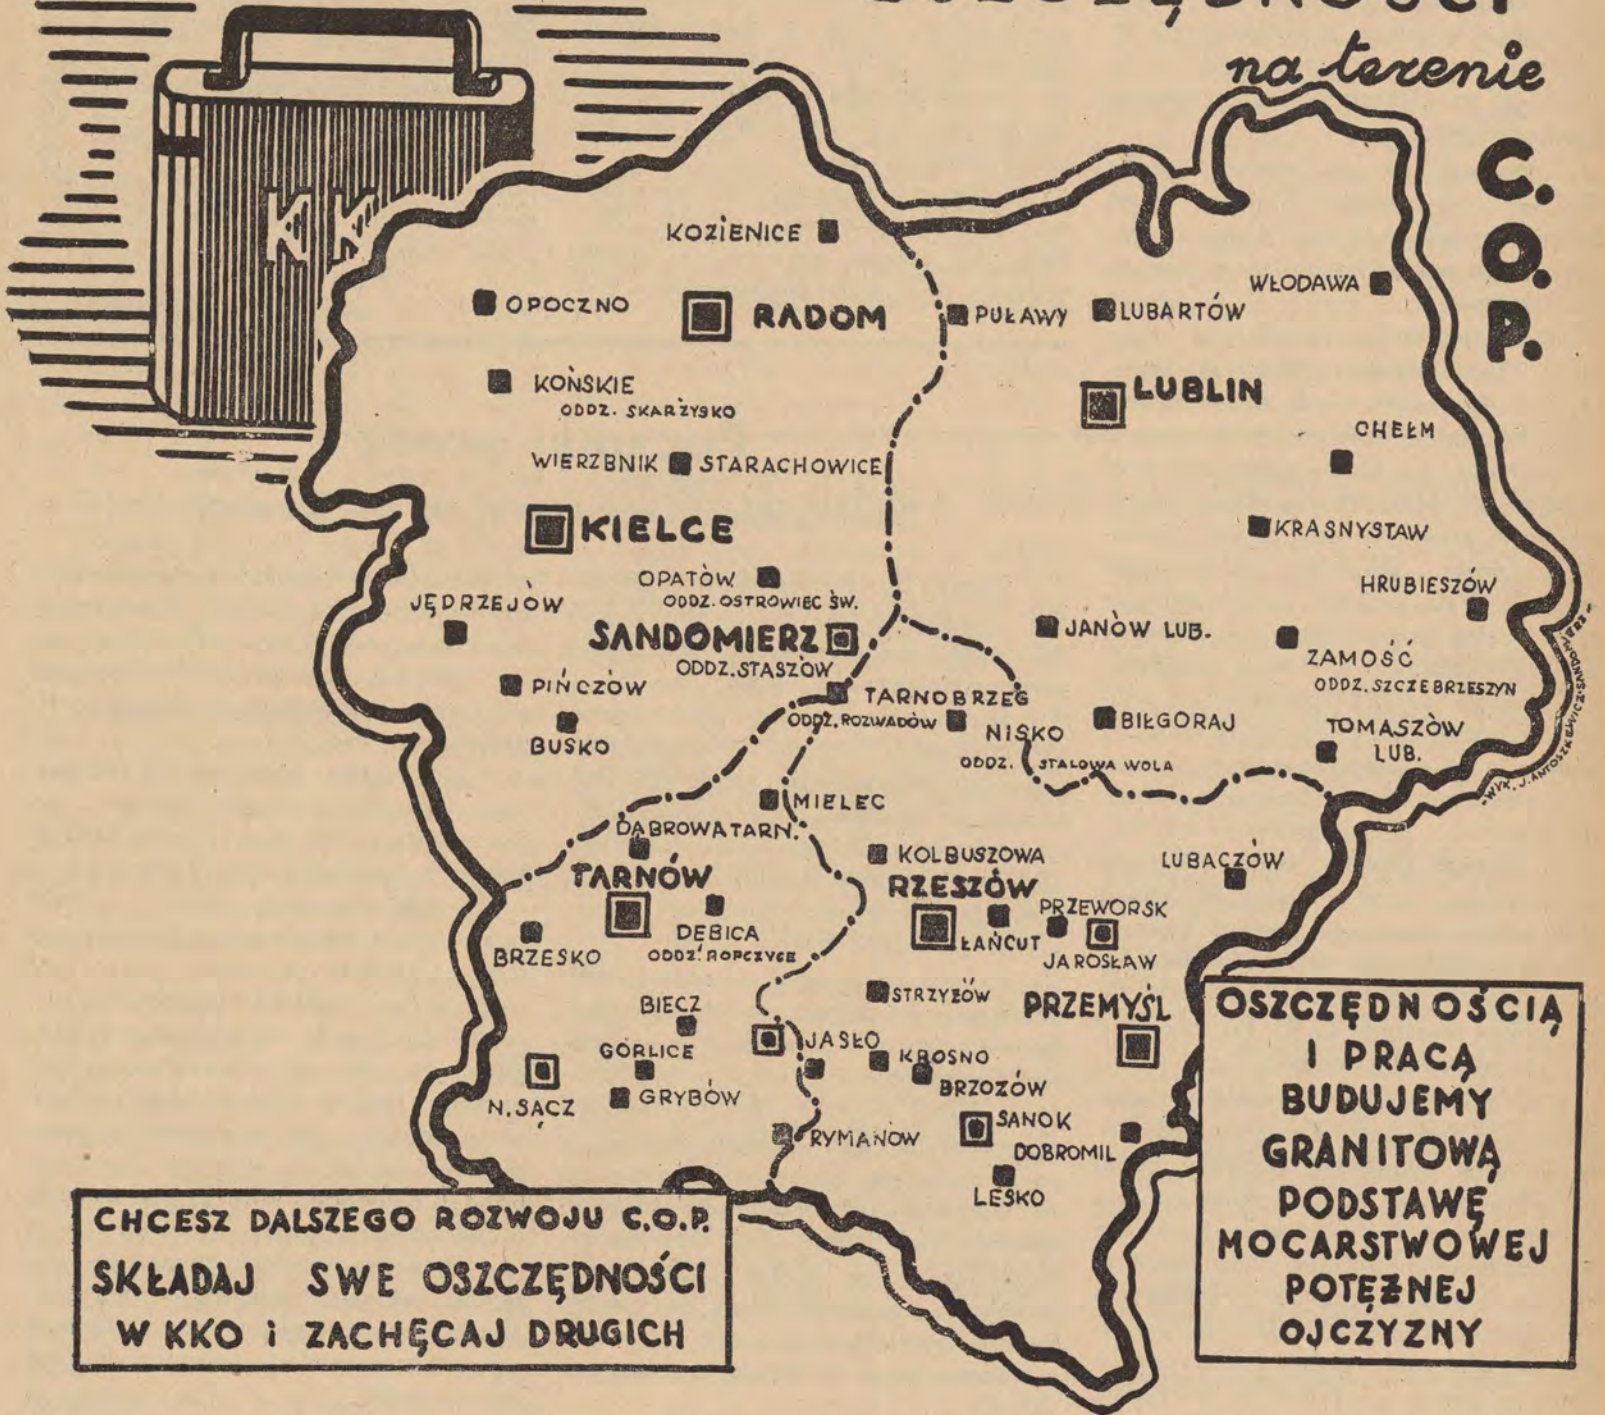 na terenie
C.
O.
P.
KK
KOZIENICE
OPOCZNO
RADOM
PUŁAWY
LUBARTÓW
WŁODAWA
KOŃSKIE
ODDZ. SKARŻYSKO
LUBLIN
CHEŁM
WIERZBNIK STARACHOWICE
KIELCE
KRASNYSTAW
OPATÓW
ODDZ. OSTROWIEC ŚW.
HRUBIESZÓW
JĘDRZEJÓW
SANDOMIERZ
ODDZ. STASZÓW
JANÓW LUB.
ZAMOŚĆ
ODDZ. SZCZEBRZESZYN
PIŃCZÓW
TARNOBRZEG
ODDZ. ROZWADÓW
BUSKO
NISKO
ODDZ. STALOWA WOLA
BIŁGORAJ
TOMASZÓW
LUB.
WYK. J. ANTOSZKIEWICZ-SANDOMIERZ-
MIELEC
DĄBROWA TARN.
KOLBUSZOWA
LUBACZÓW
TARNÓW
RZESZÓW
PRZEWORSK
BRZESKO
DĘBICA
ODDZ. ROPCZYCE
ŁAŃCUT
JAROSŁAW
BIECZ
STRZYŻÓW
PRZEMYŚL
GORLICE
JASŁO
KROSNO
N. SĄCZ
GRYBÓW
BRZOZÓW
RYMANÓW
SANOK
DOBROMIL
LESKO
OSZCZĘDNOŚCIĄ
I PRACĄ
BUDUJEMY
GRANITOWĄ
PODSTAWĘ
MOCARSTWOWEJ
POTĘŻNEJ
OJCZYZNY
CHCESZ DALSZEGO ROZWOJU C.O.P.
SKŁADAJ SWE OSZCZĘDNOŚCI
W KKO i ZACHĘCAJ DRUGICH